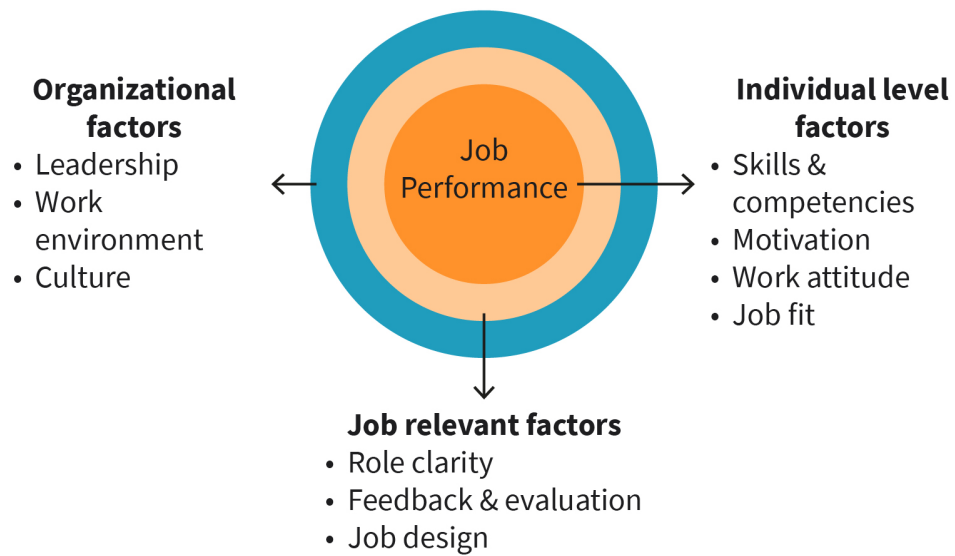 Organizational
factors
• Leadership
• Work
environment
• Culture
Job
Performance
Individual level
factors
• Skills &
competencies
• Motivation
• Work attitude
• Job fit
Job relevant factors
• Role clarity
• Feedback & evaluation
• Job design